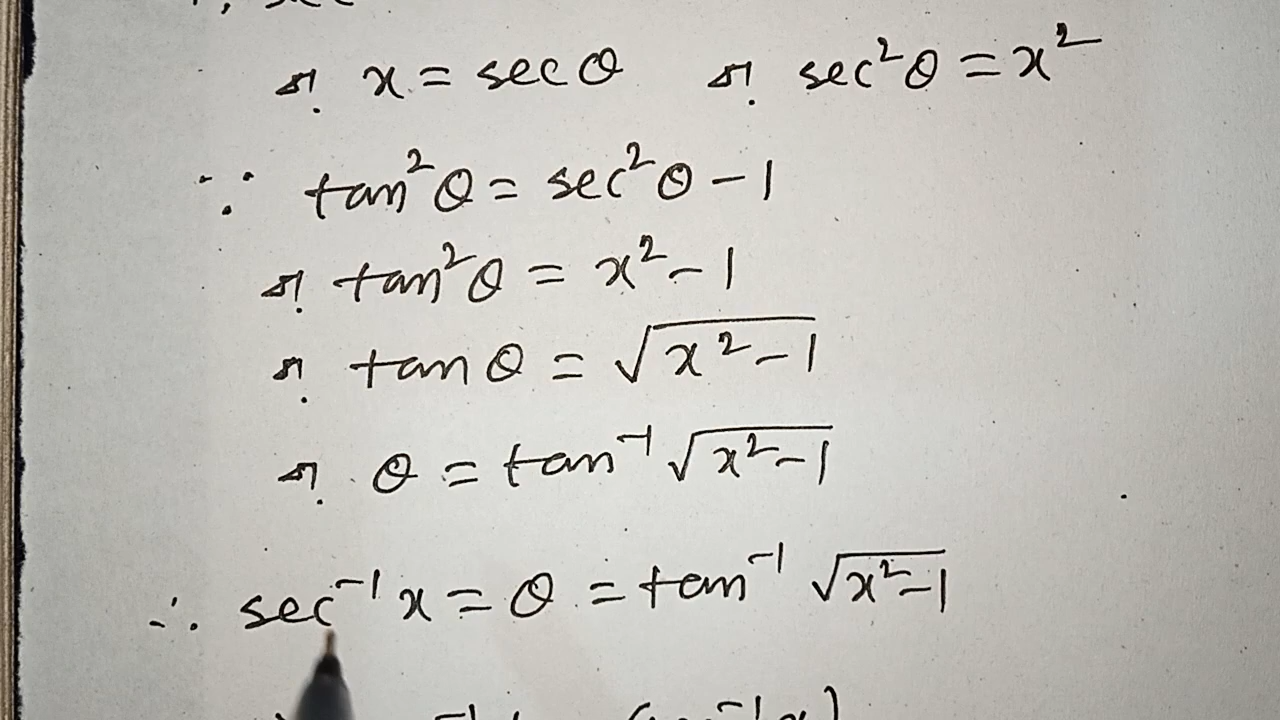 বা, x = secθ বা, sec²θ = x²
∵ tan²θ = sec²θ - 1
বা, tan²θ = x² - 1
বা, tanθ = √(x² - 1)
বা, θ = tan⁻¹ √(x² - 1)
∴ sec⁻¹x = θ = tan⁻¹ √(x² - 1)